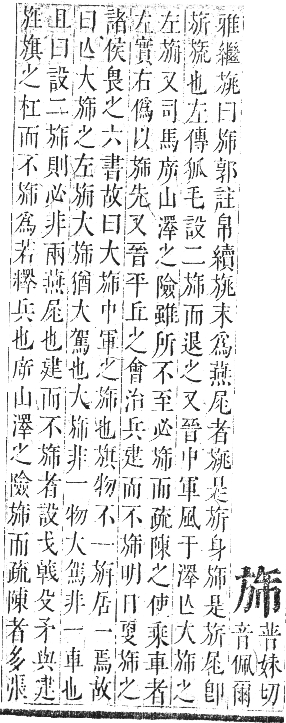 旆
普妹切
音佩爾
雅繼旐曰旆郭註帛續旐末爲燕尾者旐是旂身旆是旂尾卽
旂旐也左傳狐毛設二旆而退之又晉中軍風于澤亾大旆之
左旃又司馬斥山澤之險雖所不至必旆而疏陳之使乘車者
左實右僞以旆先又晉平丘之會治兵建而不旆明日复旆之
諸侯畏之六書故曰大旆中軍之旆也旗物不一旃居一焉故
曰亾大旆之左旃大旆猶大駕也大旆非一物大駕非一車也
且曰設二旆則必非兩燕尾也建而不旆者設戈戟殳矛與建
旌旗之杠而不旆爲若繹兵也斥山澤之險旆而疏陳者多張